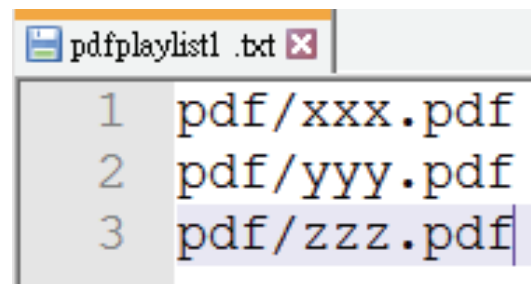 pdfplaylist1 .txt
1 pdf/xxx.pdf
2 pdf/yyy.pdf
3 pdf/zzz.pdf